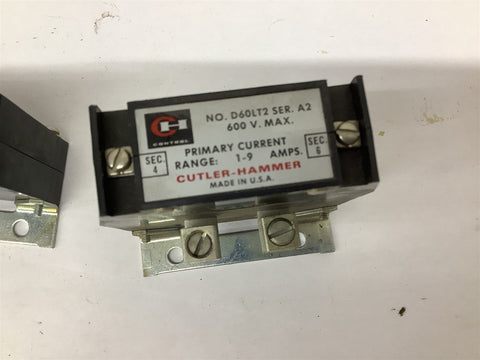 NO. D60LT2 SER. A2
600 V. MAX.
CH
CONTROL
PRIMARY CURRENT
RANGE: 1-9 AMPS.
SEC.
4
SEC.
6
CUTLER-HAMMER
MADE IN U.S.A.